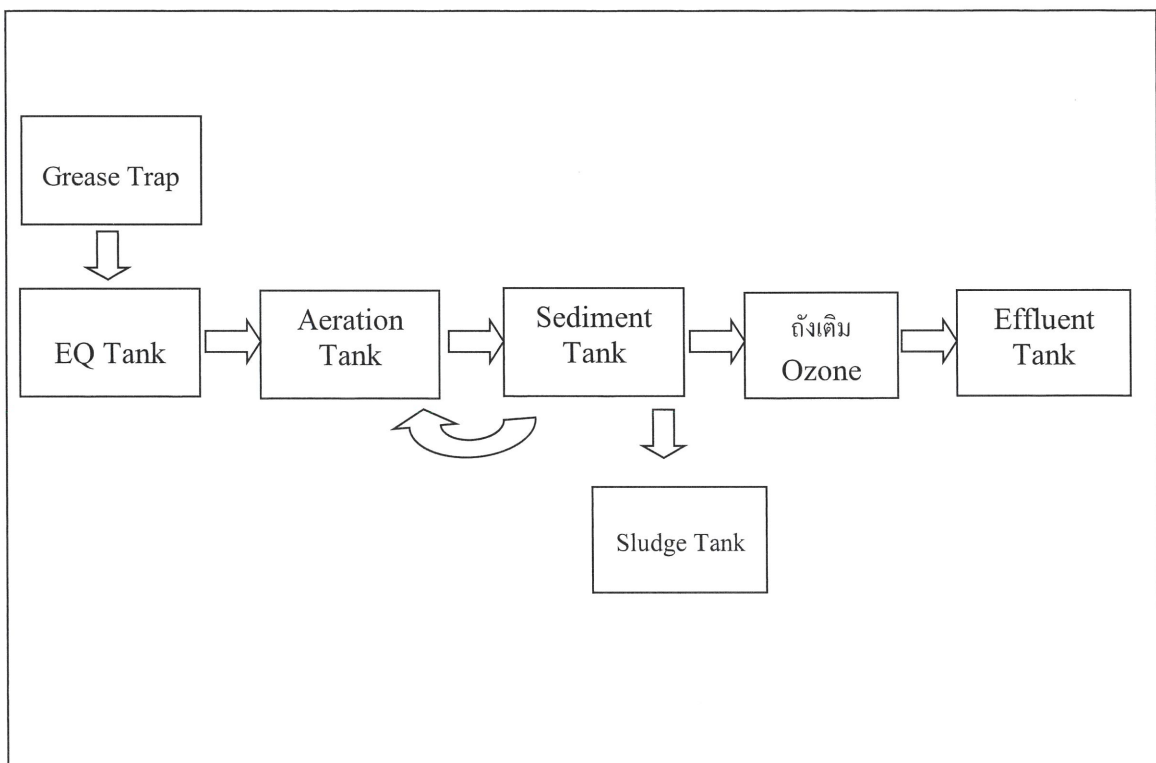 Grease Trap
EQ Tank
Aeration
Tank
Sediment
Tank
ถังเติม
Ozone
Effluent
Tank
Sludge Tank